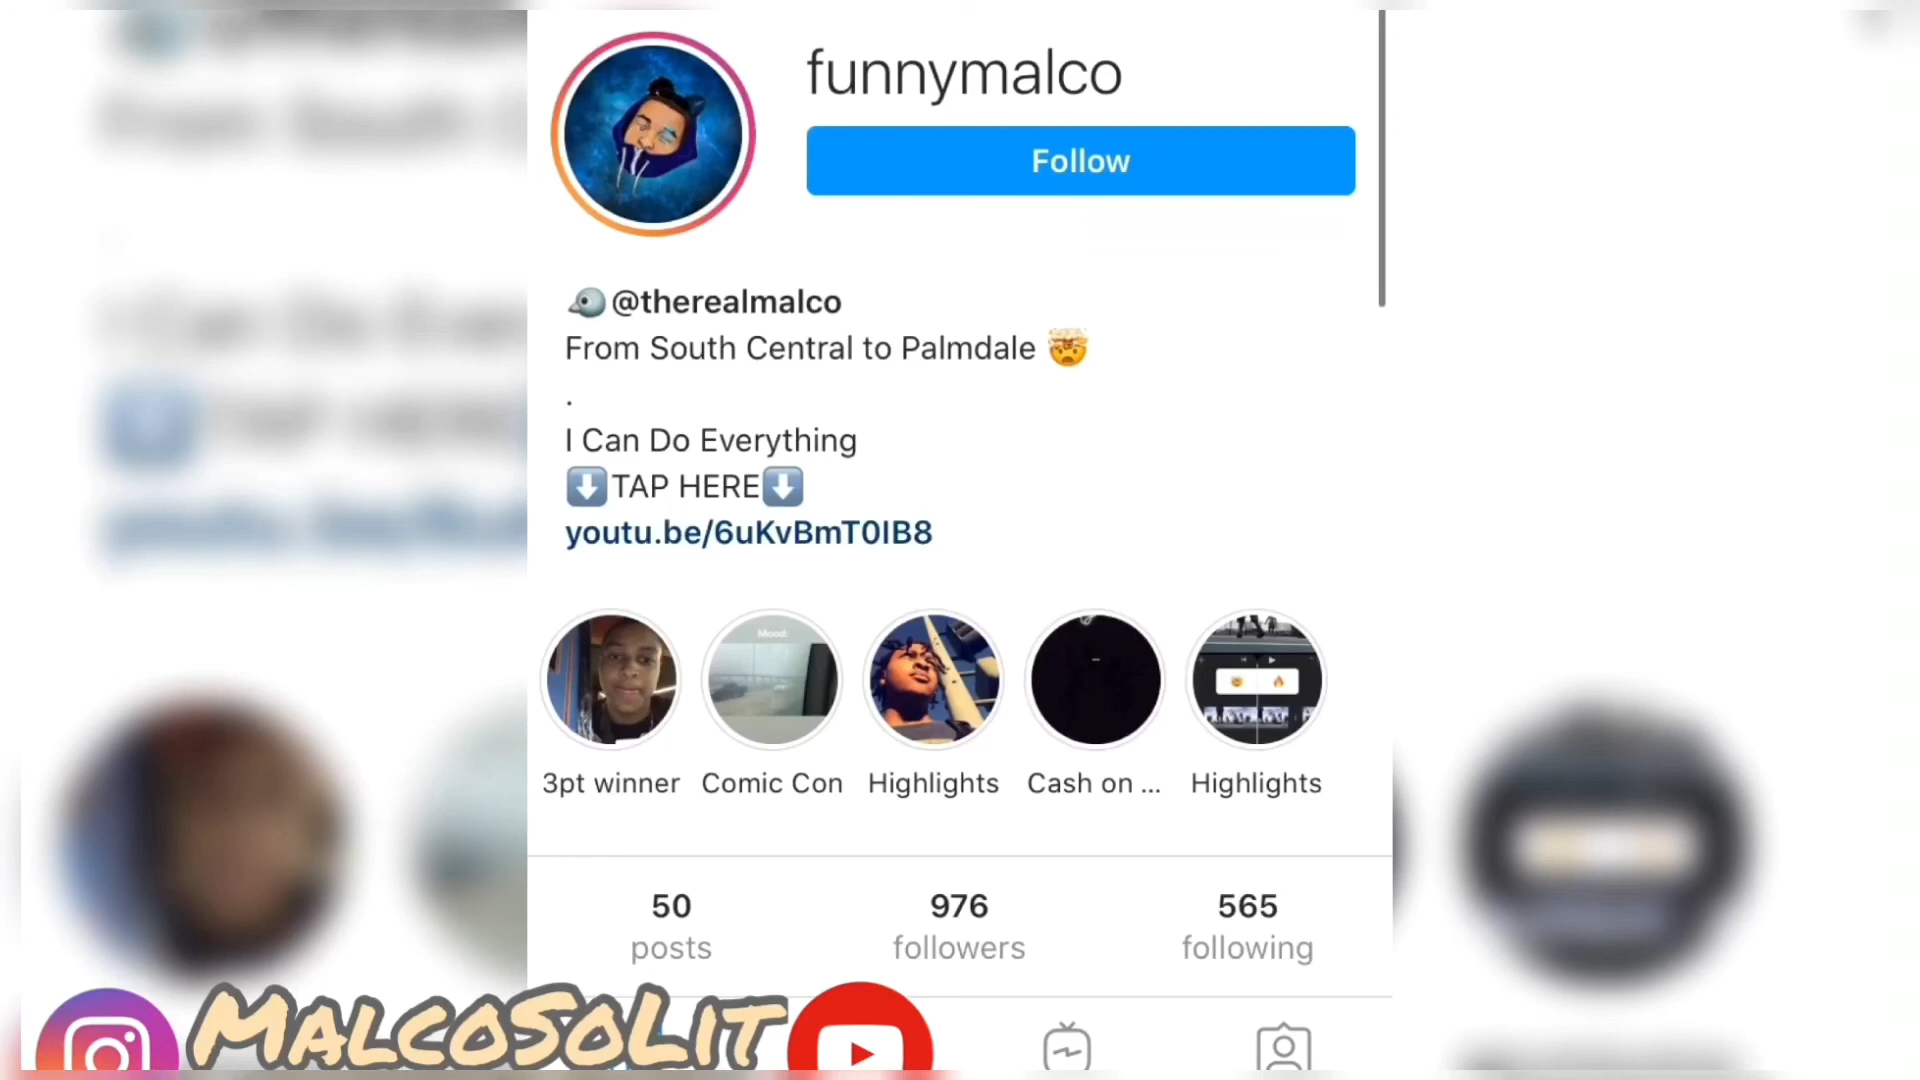 funnymalco
Follow
@therealmalco
From South Central to Palmdale
.
I Can Do Everything
TAP HERE
youtu.be/6uKvBmT0IB8
Mood:
3pt winner
Comic Con
Highlights
Cash on ...
Highlights
50
976
565
posts
followers
following
MalcoSoLit